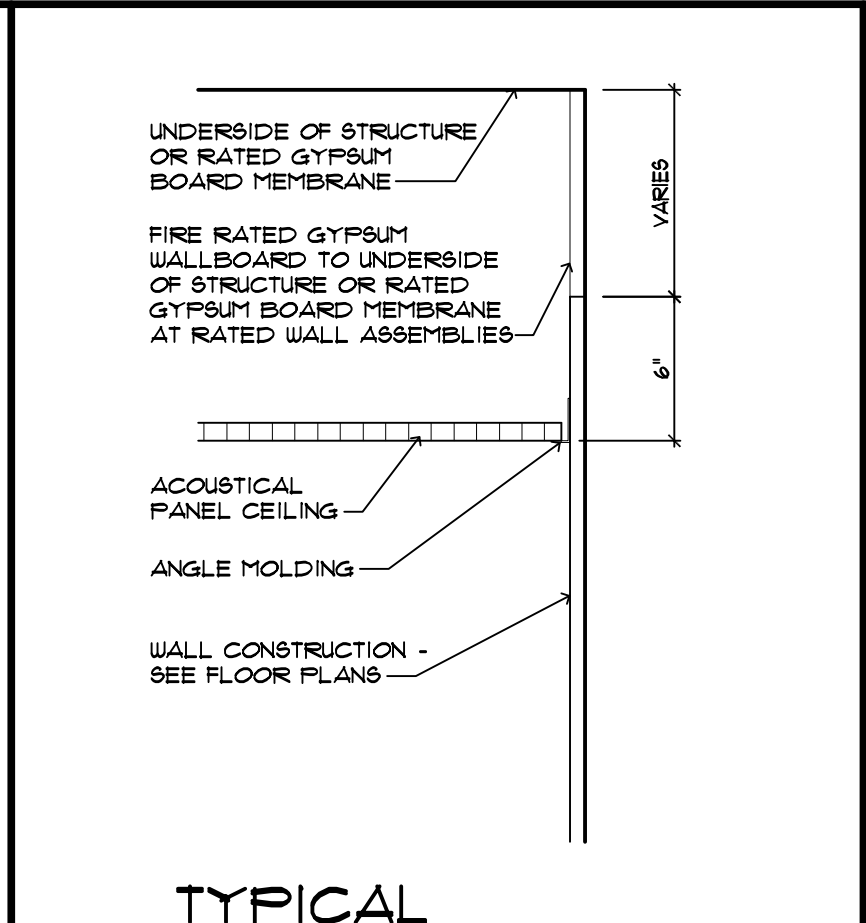 UNDERSIDE OF STRUCTURE
OR RATED GYPSUM
BOARD MEMBRANE
VARIES
FIRE RATED GYPSUM
WALLBOARD TO UNDERSIDE
OF STRUCTURE OR RATED
GYPSUM BOARD MEMBRANE
AT RATED WALL ASSEMBLIES
6"
ACOUSTICAL
PANEL CEILING
ANGLE MOLDING
WALL CONSTRUCTION -
SEE FLOOR PLANS
TYPICAL